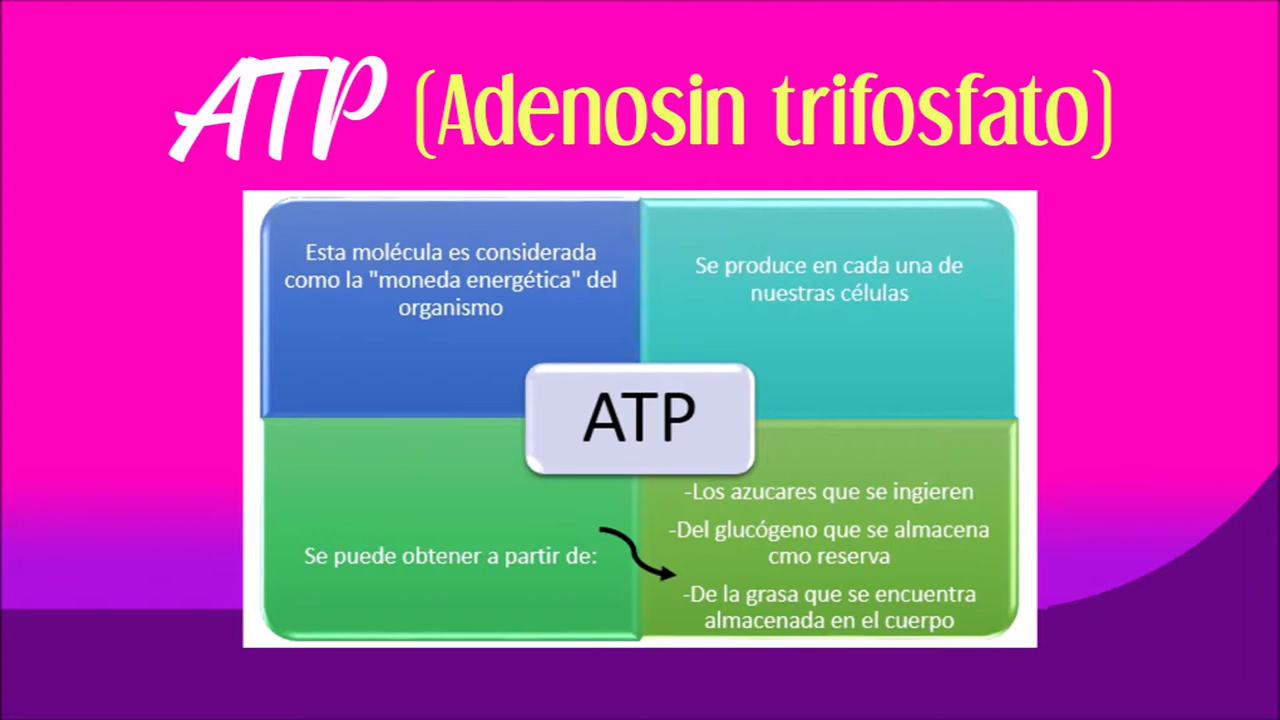 ATP (Adenosin trifosfato)
Esta molécula es considerada
como la "moneda energética" del
organismo
Se produce en cada una de
nuestras células
ATP
Se puede obtener a partir de:
-Los azucares que se ingieren
-Del glucógeno que se almacena
cmo reserva
-De la grasa que se encuentra
almacenada en el cuerpo